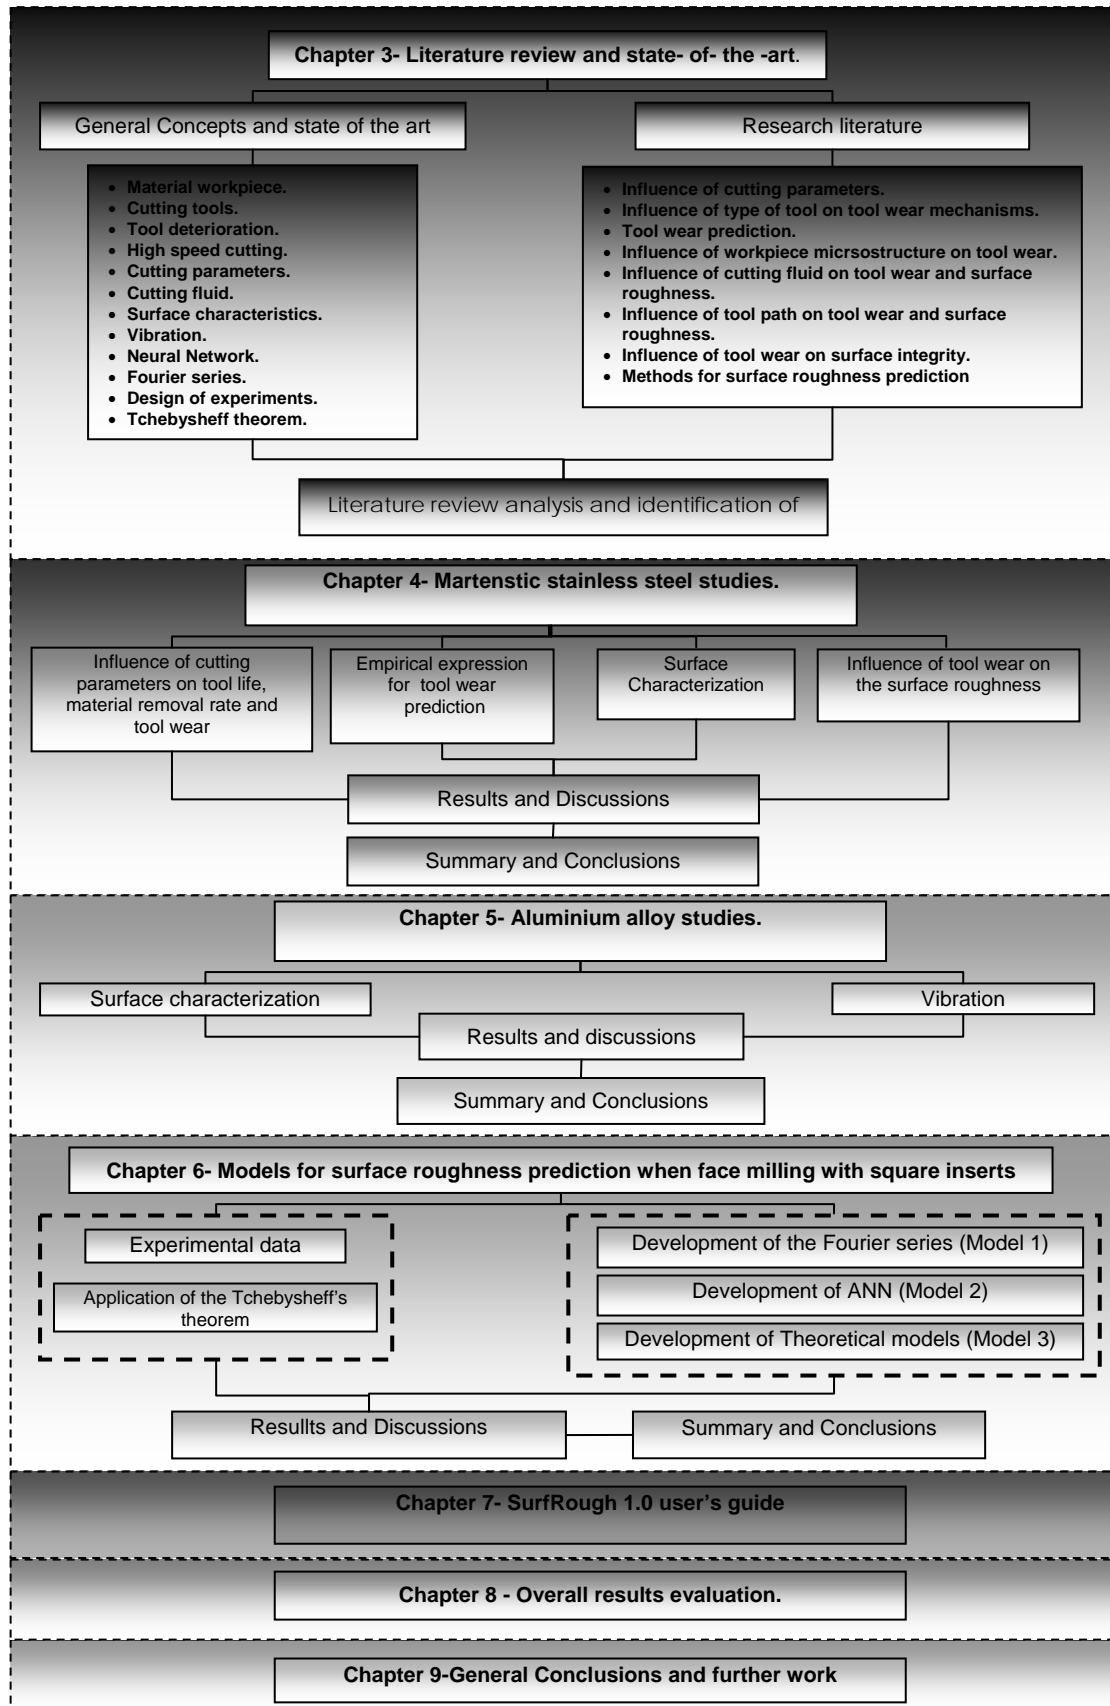 Chapter 3- Literature review and state- of- the -art.
General Concepts and state of the art
Research literature
• Material workpiece.
• Cutting tools.
• Tool deterioration.
• High speed cutting.
• Cutting parameters.
• Cutting fluid.
• Surface characteristics.
• Vibration.
• Neural Network.
• Fourier series.
• Design of experiments.
• Tchebysheff theorem.
• Influence of cutting parameters.
• Influence of type of tool on tool wear mechanisms.
• Tool wear prediction.
• Influence of workpiece micrsostructure on tool wear.
• Influence of cutting fluid on tool wear and surface
roughness.
• Influence of tool path on tool wear and surface
roughness.
• Influence of tool wear on surface integrity.
• Methods for surface roughness prediction
Literature review analysis and identification of
Chapter 4- Martenstic stainless steel studies.
Influence of cutting
parameters on tool life,
material removal rate and
tool wear
Empirical expression
for tool wear
prediction
Surface
Characterization
Influence of tool wear on
the surface roughness
Results and Discussions
Summary and Conclusions
Chapter 5- Aluminium alloy studies.
Surface characterization
Vibration
Results and discussions
Summary and Conclusions
Chapter 6- Models for surface roughness prediction when face milling with square inserts
Experimental data
Application of the Tchebysheff's
theorem
Development of the Fourier series (Model 1)
Development of ANN (Model 2)
Development of Theoretical models (Model 3)
Resullts and Discussions
Summary and Conclusions
Chapter 7- SurfRough 1.0 user's guide
Chapter 8 - Overall results evaluation.
Chapter 9-General Conclusions and further work